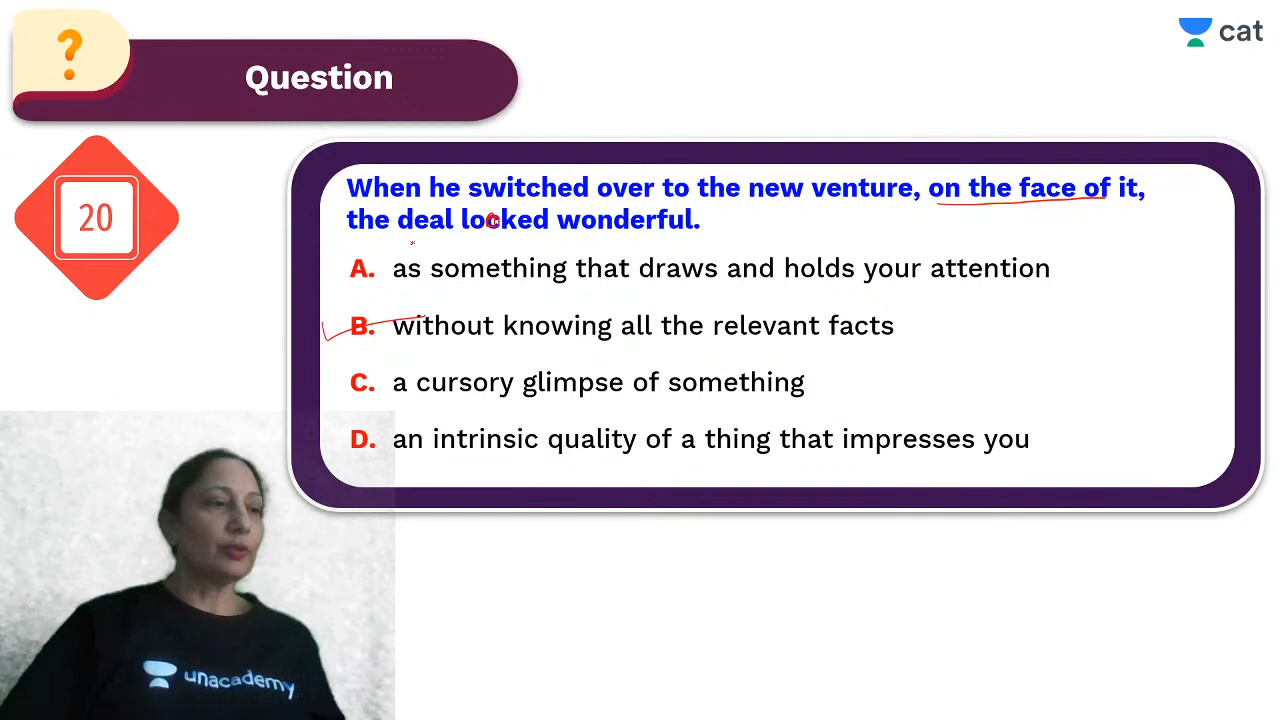 ?
Question
cat
20
When he switched over to the new venture, on the face of it,
the deal looked wonderful.
A. as something that draws and holds your attention
B. without knowing all the relevant facts
C. a cursory glimpse of something
D. an intrinsic quality of a thing that impresses you
unacademy